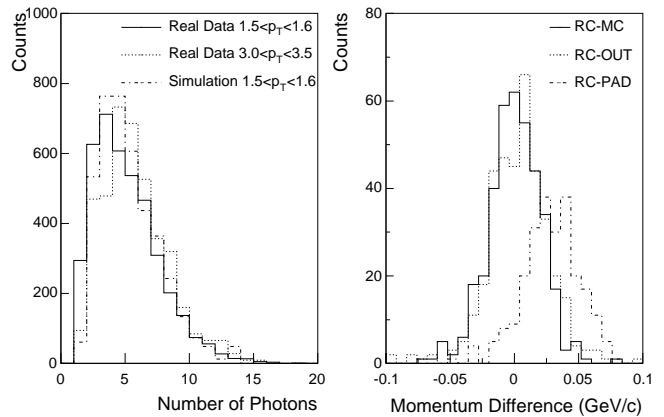 Counts
1000
800
600
400
200
0
0
5
10
15
20
Number of Photons
Real Data 1.5<p_T<1.6
Real Data 3.0<p_T<3.5
Simulation 1.5<p_T<1.6
Counts
80
60
40
20
0
-0.1
-0.05
0
0.05
0.1
Momentum Difference (GeV/c)
RC-MC
RC-OUT
RC-PAD